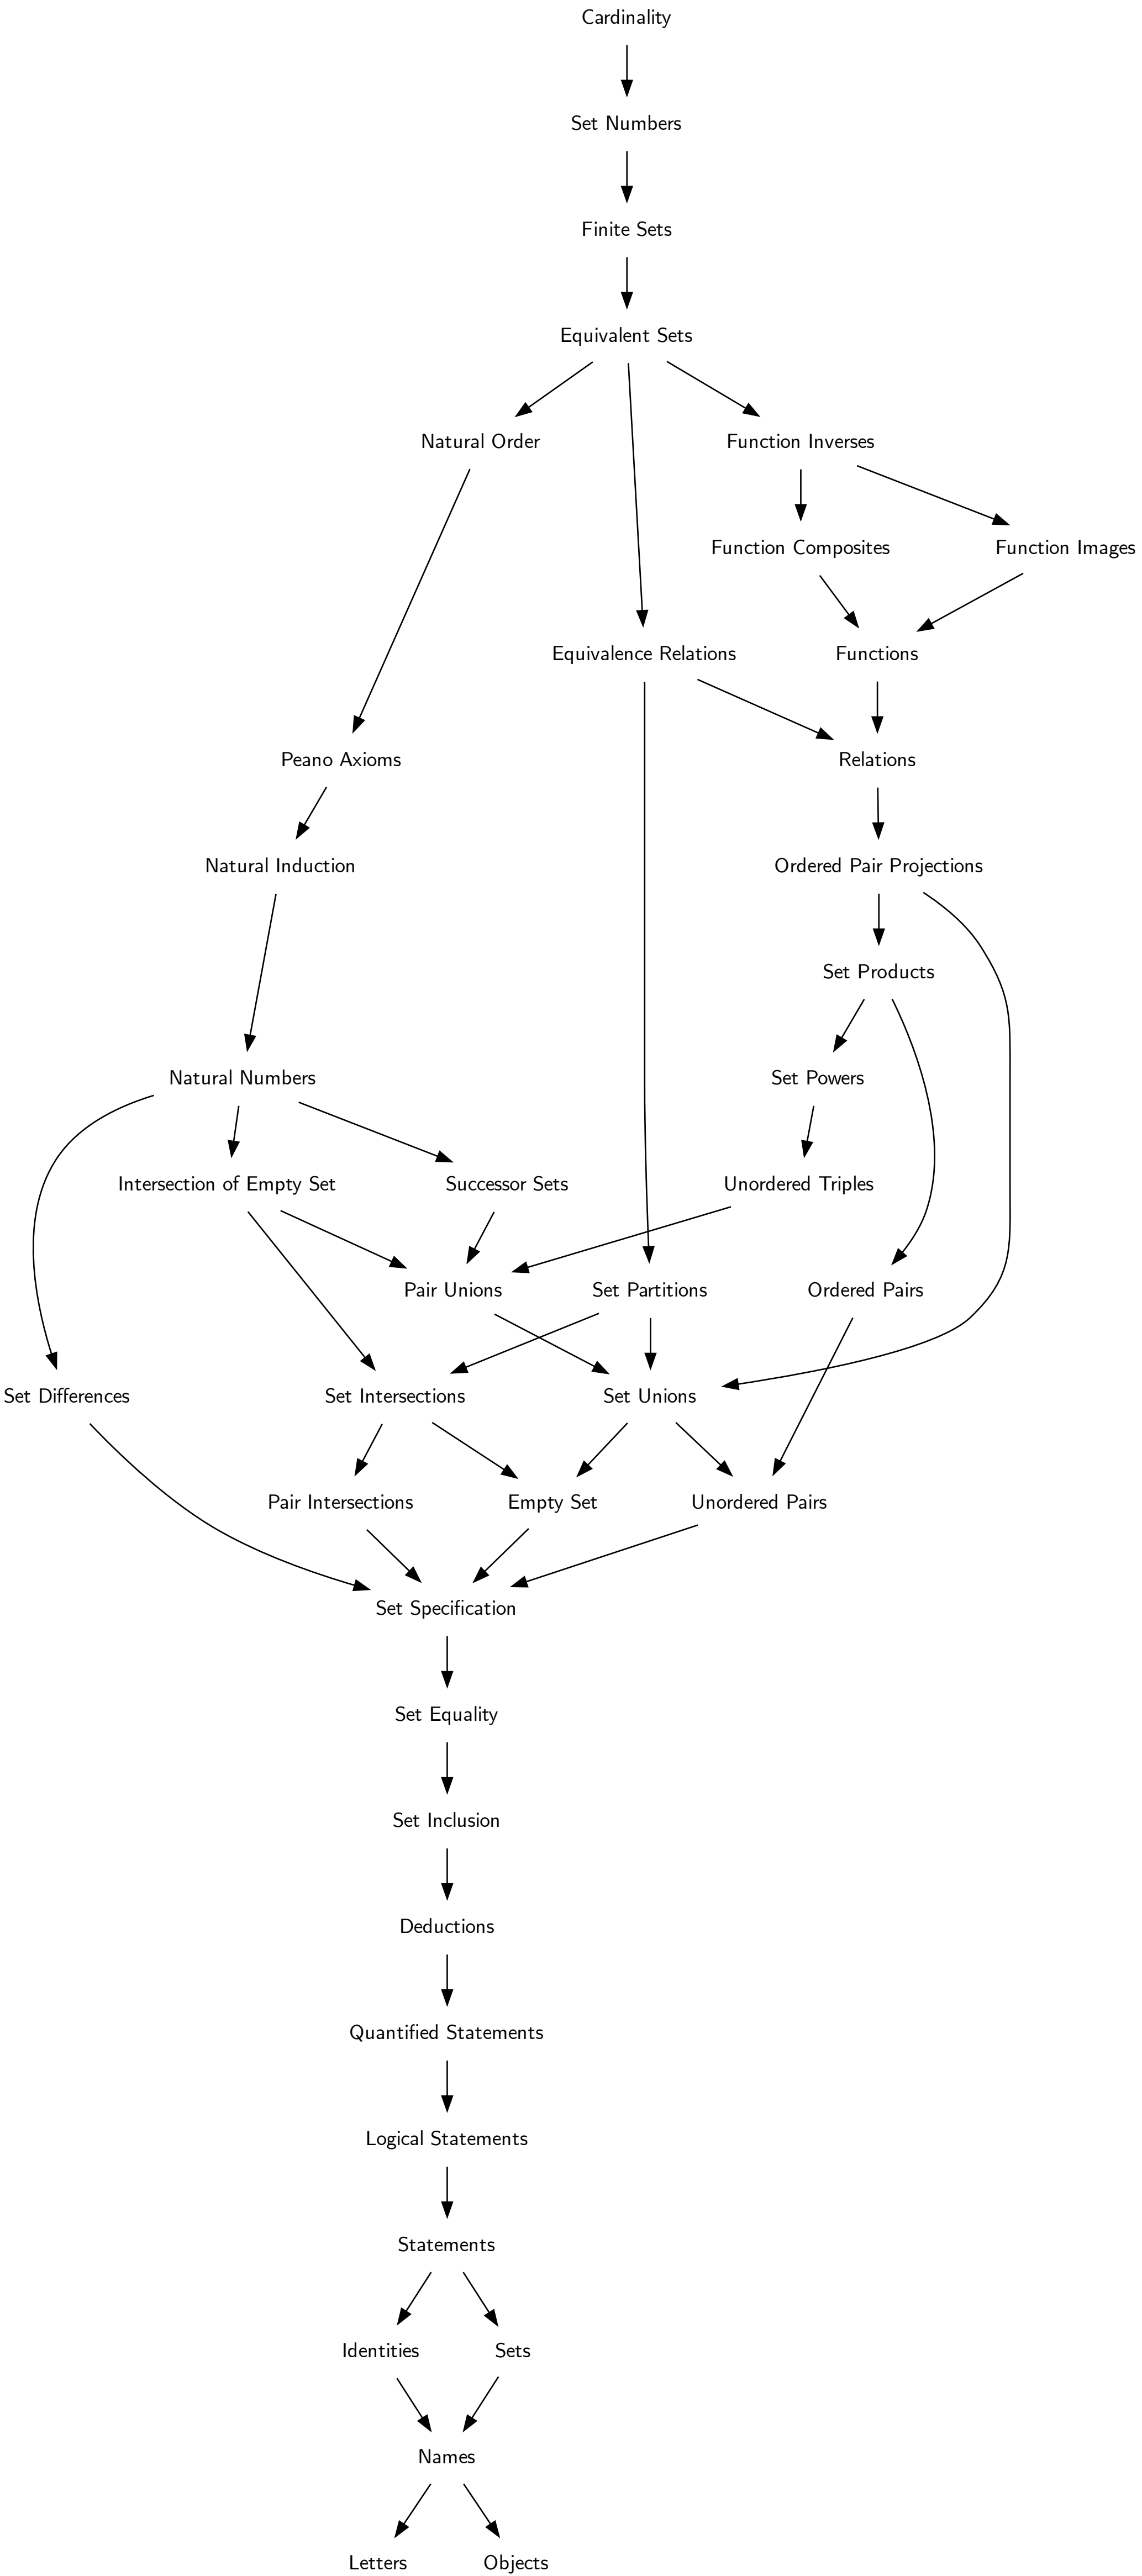 Cardinality
Set Numbers
Finite Sets
Equivalent Sets
Natural Order
Function Inverses
Function Composites
Function Images
Equivalence Relations
Functions
Peano Axioms
Relations
Natural Induction
Ordered Pair Projections
Set Products
Natural Numbers
Set Powers
Intersection of Empty Set
Successor Sets
Unordered Triples
Pair Unions
Set Partitions
Ordered Pairs
Set Differences
Set Intersections
Set Unions
Pair Intersections
Empty Set
Unordered Pairs
Set Specification
Set Equality
Set Inclusion
Deductions
Quantified Statements
Logical Statements
Statements
Identities
Sets
Names
Letters
Objects